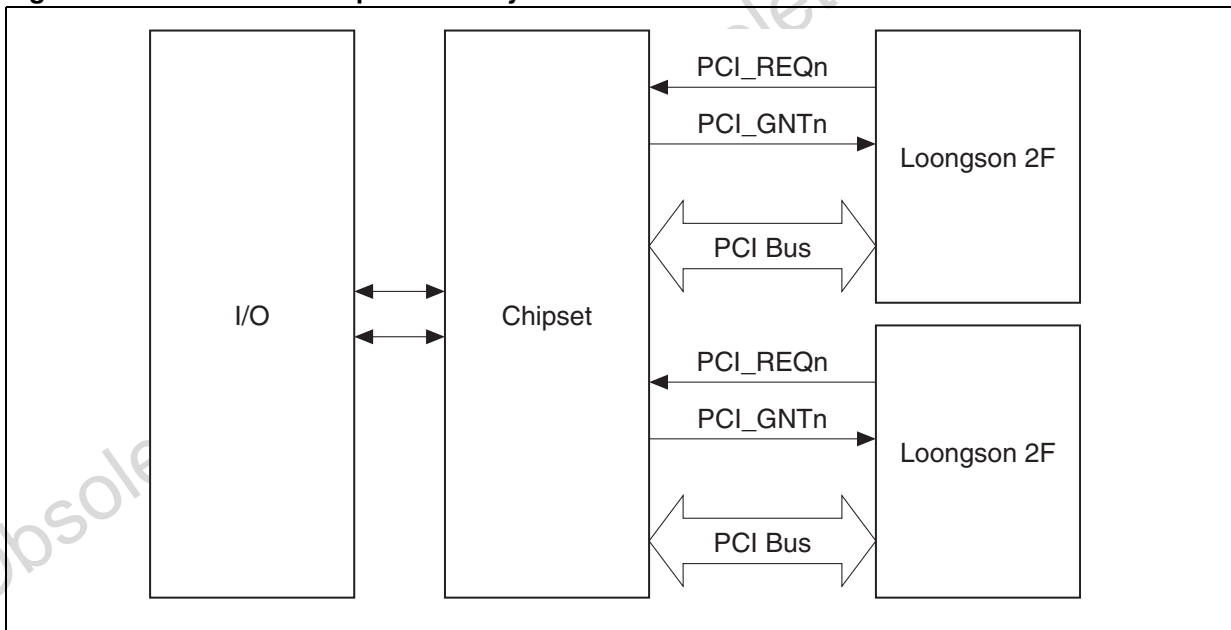 PCI_REQn
PCI_GNTn
Loongson 2F
PCI Bus
I/O
Chipset
PCI_REQn
PCI_GNTn
Loongson 2F
PCI Bus